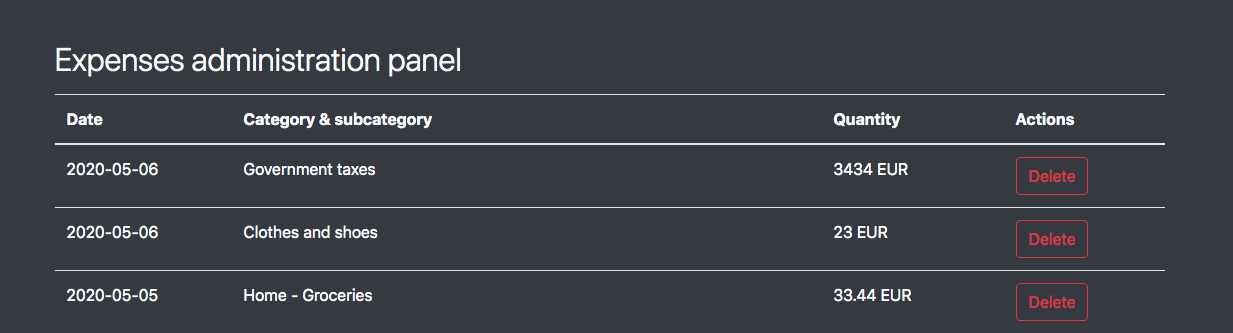 Expenses administration panel
Date Category & subcategory Quantity Actions
2020-05-06 Government taxes 3434 EUR Delete
2020-05-06 Clothes and shoes 23 EUR Delete
2020-05-05 Home - Groceries 33.44 EUR Delete